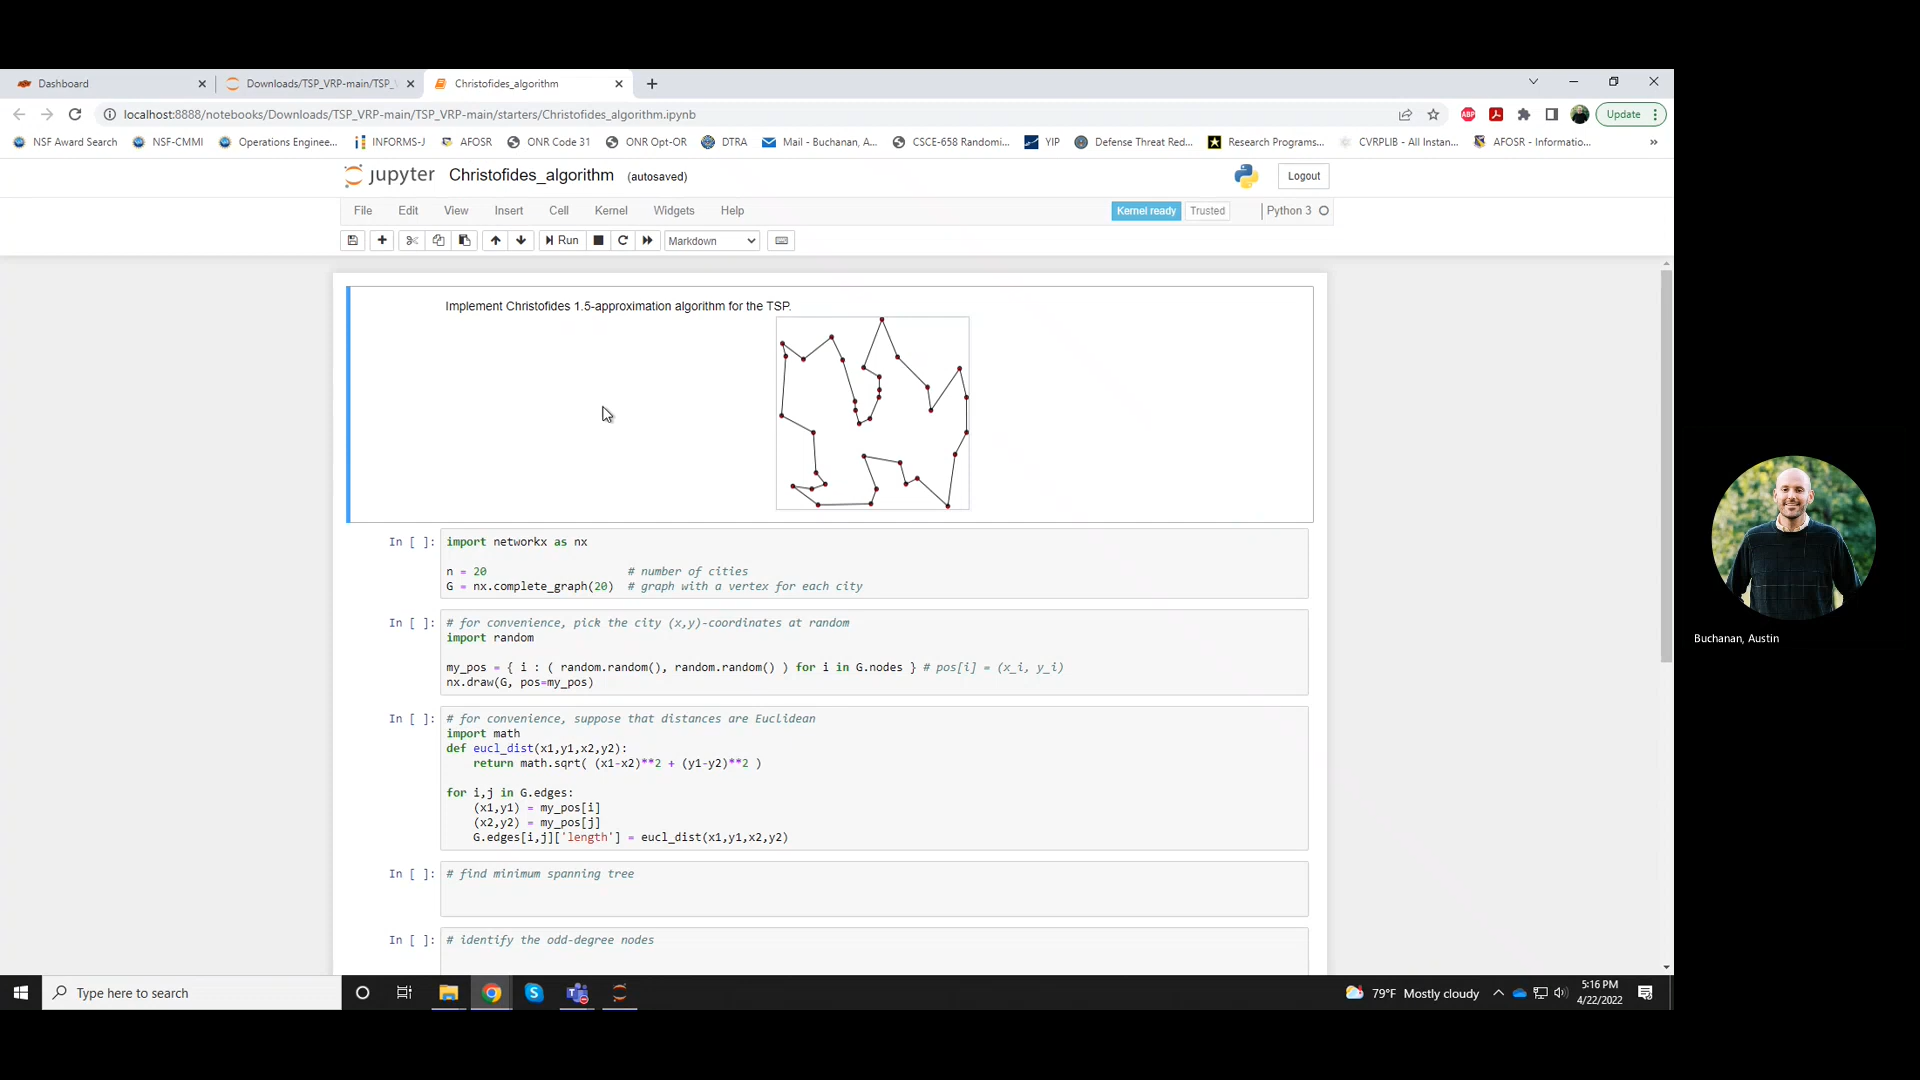 Dashboard
Downloads/TSP_VRP-main/TSP_
Christofides_algorithm
localhost:8888/notebooks/Downloads/TSP_VRP-main/TSP_VRP-main/starters/Christofides_algorithm.ipynb
ABP
Update
NSF Award Search
NSF-CMMI
Operations Enginee...
INFORMS-J
AFOSR
ONR Code 31
ONR Opt-OR
DTRA
Mail - Buchanan, A...
CSCE-658 Randomi...
YIP
Defense Threat Red...
Research Programs...
CVRPLIB - All Instan...
AFOSR - Informatio...
»
jupyter Christofides_algorithm (autosaved)
Logout
File Edit View Insert Cell Kernel Widgets Help
Kernel ready
Trusted
Python 3
Run
Markdown
Implement Christofides 1.5-approximation algorithm for the TSP.
In [ ]: import networkx as nx
n = 20 # number of cities
G = nx.complete_graph(20) # graph with a vertex for each city
In [ ]: # for convenience, pick the city (x,y)-coordinates at random
import random
my_pos = { i : ( random.random(), random.random() ) for i in G.nodes } # pos[i] = (x_i, y_i)
nx.draw(G, pos=my_pos)
In [ ]: # for convenience, suppose that distances are Euclidean
import math
def eucl_dist(x1,y1,x2,y2):
    return math.sqrt( (x1-x2)**2 + (y1-y2)**2 )
for i,j in G.edges:
    (x1,y1) = my_pos[i]
    (x2,y2) = my_pos[j]
    G.edges[i,j]['length'] = eucl_dist(x1,y1,x2,y2)
In [ ]: # find minimum spanning tree
In [ ]: # identify the odd-degree nodes
Buchanan, Austin
Type here to search
79°F Mostly cloudy
5:16 PM
4/22/2022